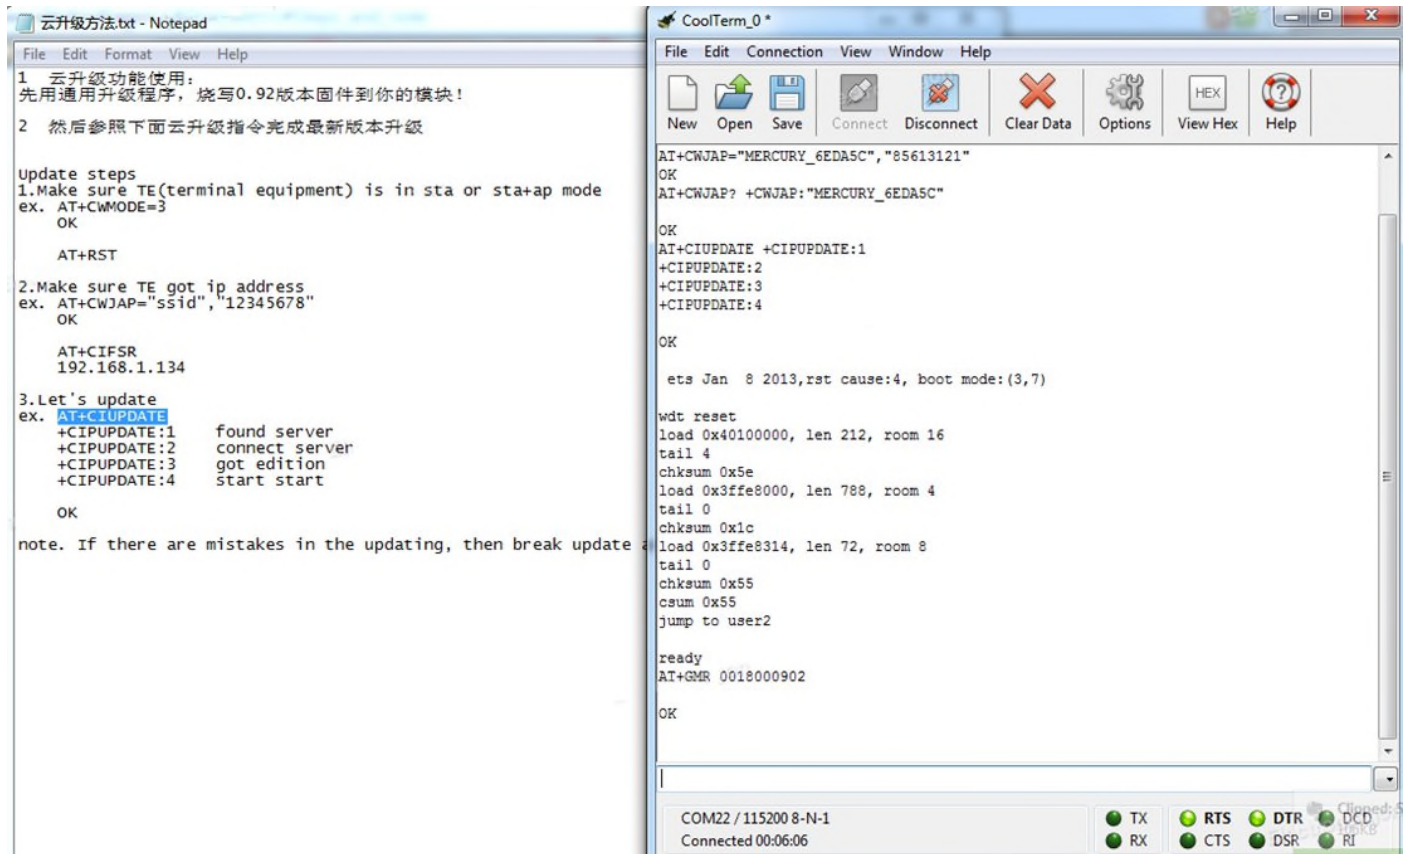 云升级方法.txt - Notepad
File Edit Format View Help
1 云升级功能使用:
先用通用升级程序, 烧写0.92版本固件到你的模块!
2 然后参照下面云升级指令完成最新版本升级
Update steps
1.Make sure TE(terminal equipment) is in sta or sta+ap mode
ex. AT+CWMODE=3
OK
AT+RST
2.Make sure TE got ip address
ex. AT+CWJAP="ssid","12345678"
OK
AT+CIFSR
192.168.1.134
3.Let's update
ex. AT+CIUPDATE
+CIPUPDATE:1 found server
+CIPUPDATE:2 connect server
+CIPUPDATE:3 got edition
+CIPUPDATE:4 start start
OK
note. If there are mistakes in the updating, then break update
CoolTerm_0 *
File Edit Connection View Window Help
New Open Save Connect Disconnect Clear Data Options View Hex Help
HEX
AT+CWJAP="MERCURY_6EDA5C","85613121"
OK
AT+CWJAP? +CWJAP:"MERCURY_6EDA5C"
OK
AT+CIUPDATE +CIPUPDATE:1
+CIPUPDATE:2
+CIPUPDATE:3
+CIPUPDATE:4
OK
ets Jan 8 2013,rst cause:4, boot mode:(3,7)
wdt reset
load 0x40100000, len 212, room 16
tail 4
chksum 0x5e
load 0x3ffe8000, len 788, room 4
tail 0
chksum 0x1c
load 0x3ffe8314, len 72, room 8
tail 0
chksum 0x55
csum 0x55
jump to user2
ready
AT+GMR 0018000902
OK
COM22 / 115200 8-N-1
Connected 00:06:06
TX RTS DTR DCD
RX CTS DSR RI